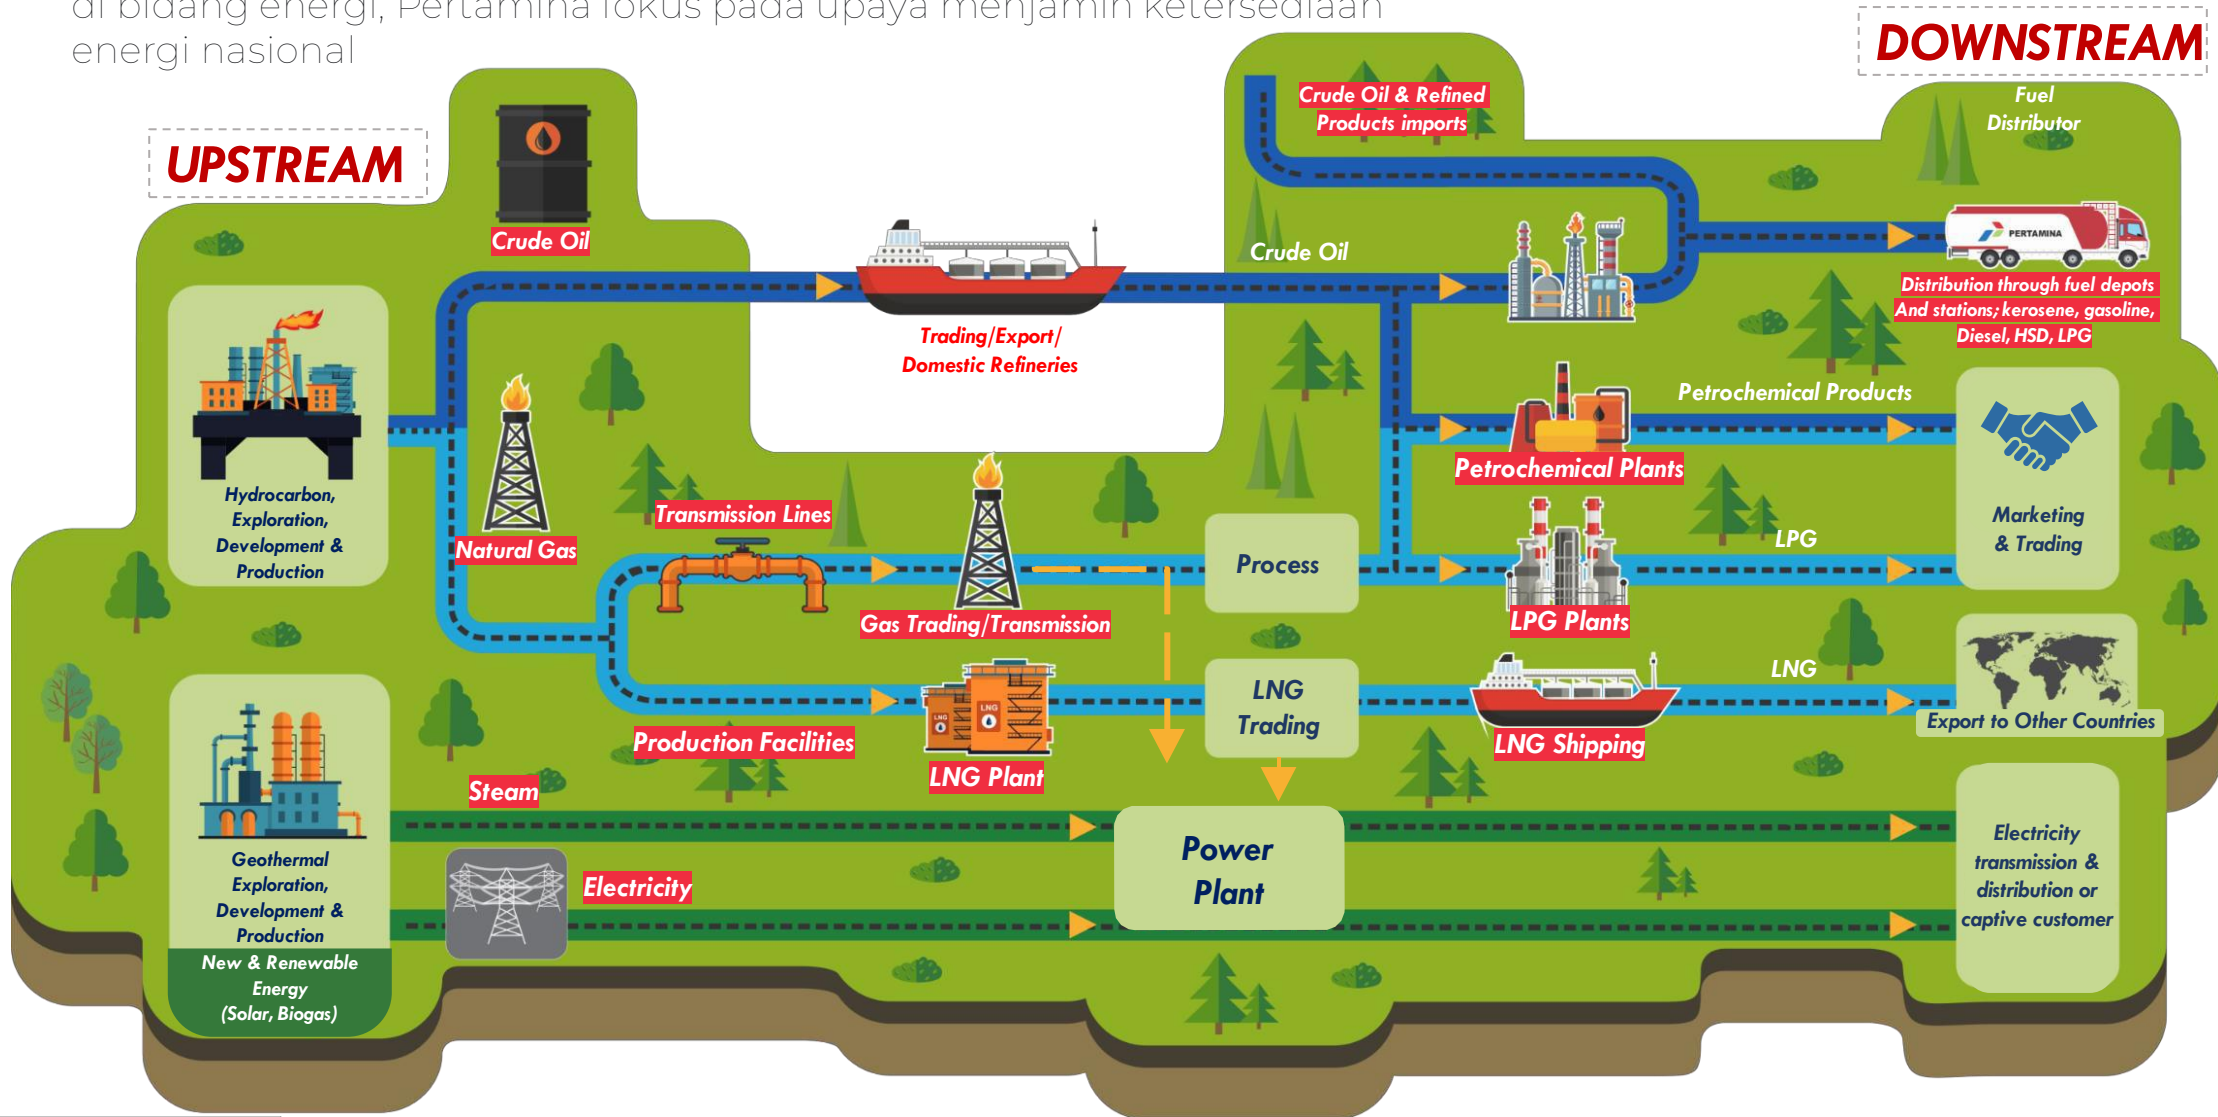 di bidang energi, Pertamina fokus pada upaya menjamin ketersediaan
energi nasional
UPSTREAM
DOWNSTREAM
Crude Oil
Crude Oil & Refined
Products imports
Fuel
Distributor
PERTAMINA
Crude Oil
Trading/Export/
Domestic Refineries
Distribution through fuel depots
And stations; kerosene, gasoline,
Diesel, HSD, LPG
Hydrocarbon,
Exploration,
Development &
Production
Natural Gas
Transmission Lines
Gas Trading/Transmission
Process
Petrochemical Plants
Petrochemical Products
Marketing
& Trading
LPG
LPG Plants
Production Facilities
LNG
LNG
LNG Plant
LNG
Trading
LNG Shipping
LNG
Export to Other Countries
Steam
Electricity
Geothermal
Exploration,
Development &
Production
New & Renewable
Energy
(Solar, Biogas)
Power
Plant
Electricity
transmission &
distribution or
captive customer